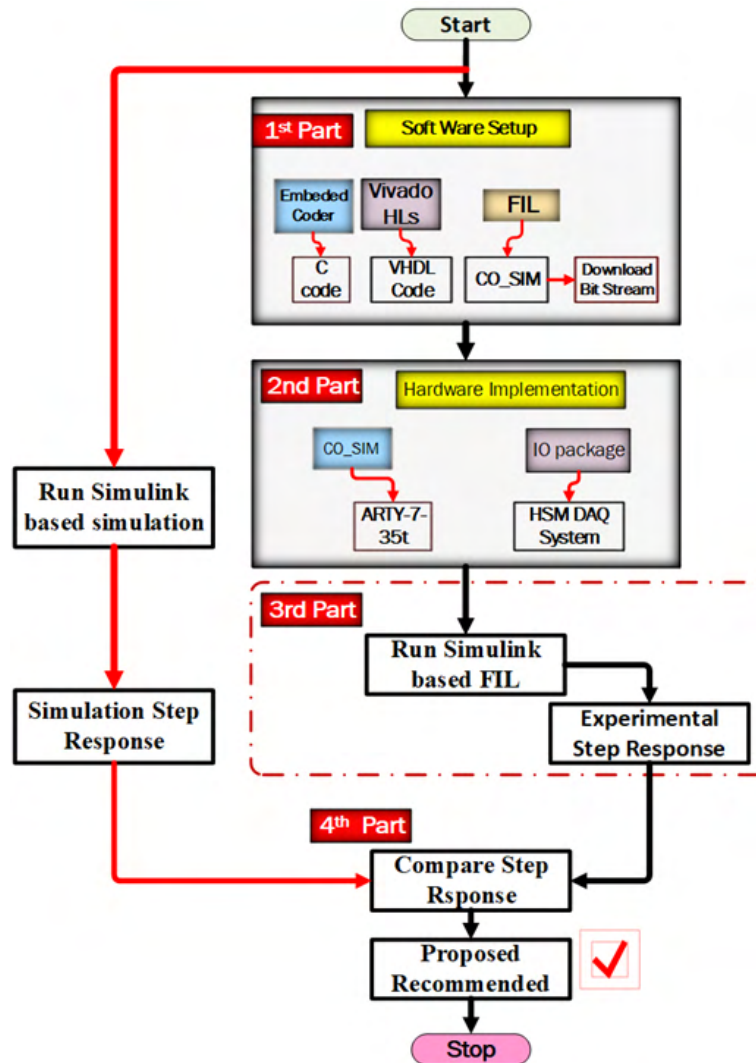 Start
1st Part
Soft Ware Setup
Embeded
Coder
Vivado
HLs
FIL
C
code
VHDL
Code
CO_SIM
Download
Bit Stream
2nd Part
Hardware Implementation
CO_SIM
IO package
ARTY-7-
35t
HSM DAQ
System
Run Simulink
based simulation
3rd Part
Run Simulink
based FIL
Simulation Step
Response
Experimental
Step Response
4th Part
Compare Step
Rsponse
Proposed
Recommended
Stop